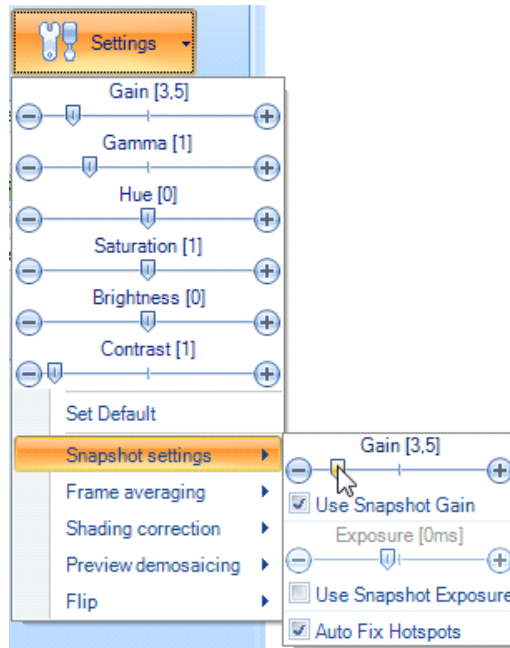 Settings
Gain [3,5]
Gamma [1]
Hue [0]
Saturation [1]
Brightness [0]
Contrast [1]
Set Default
Snapshot settings
Frame averaging
Shading correction
Preview demosaicing
Flip
Gain [3,5]
Use Snapshot Gain
Exposure [0ms]
Use Snapshot Exposure
Auto Fix Hotspots